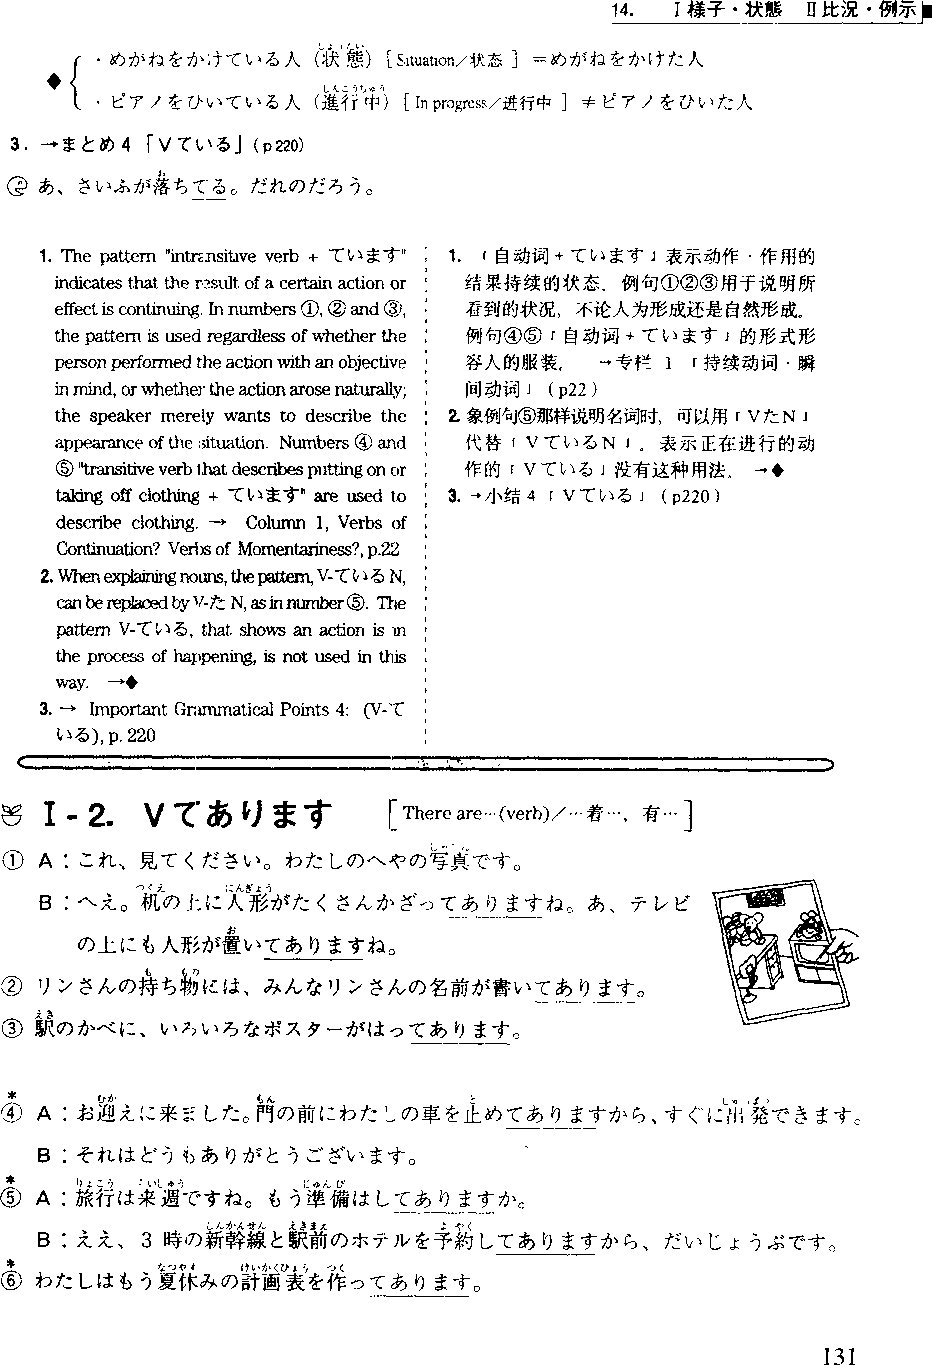 14. Ⅰ様子・状態 Ⅱ比況・例示
◆ ・めがねをかけている人（状態）［Situation／状态］＝めがねをかけた人
・ピアノをひいている人（進行中）［In progress／进行中］≠ピアノをひいた人
3. →まとめ4「Vている」(p220)
あ、さいふが落ちてる。だれのだろう。
1. The pattern "intransitive verb + ています"
indicates that the result of a certain action or
effect is continuing. In numbers ①, ② and ③,
the pattern is used regardless of whether the
person performed the action with an objective
in mind, or whether the action arose naturally;
the speaker merely wants to describe the
appearance of the situation. Numbers ④ and
⑤ "transitive verb that describes putting on or
taking off clothing + ています" are used to
describe clothing. → Column 1, Verbs of
Continuation? Verbs of Momentariness?, p.22
2. When explaining nouns, the pattern, V-ているN,
can be replaced by V-た N, as in number ⑤. The
pattern V-ている, that shows an action is in
the process of happening, is not used in this
way. →◆
3. → Important Grammatical Points 4: (V-て
いる), p. 220
1. 「自动词＋ています」表示动作・作用的
结果持续的状态．例句①②③用于说明所
看到的状况，不论人为形成还是自然形成。
例句④⑤「自动词＋ています」的形式形
容人的服装。 →专栏 1 「持续动词・瞬
间动词」（p22）
2. 象例句⑤那样说明名词时，可以用「VたN」
代替「VているN」。表示正在进行的动
作的「Vている」没有这种用法。 →◆
3. →小结4「Vている」（p220）
Ⅰ-2. Vてあります ［There are…(verb)／…着…，有…］
① A：これ、見てください。わたしのへやの写真です。
B：へえ。机の上に人形がたくさんかざってありますね。あ、テレビ
の上にも人形が置いてありますね。
② リンさんの持ち物には、みんなリンさんの名前が書いてあります。
③ 駅のかべに、いろいろなポスターがはってあります。
*④ A：お迎えに来ました。門の前にわたしの車を止めてありますから、すぐに出発できます。
B：それはどうもありがとうございます。
*⑤ A：旅行は来週ですね。もう準備はしてありますか。
B：ええ、3時の新幹線と駅前のホテルを予約してありますから、だいじょうぶです。
*⑥ わたしはもう夏休みの計画表を作ってあります。
131